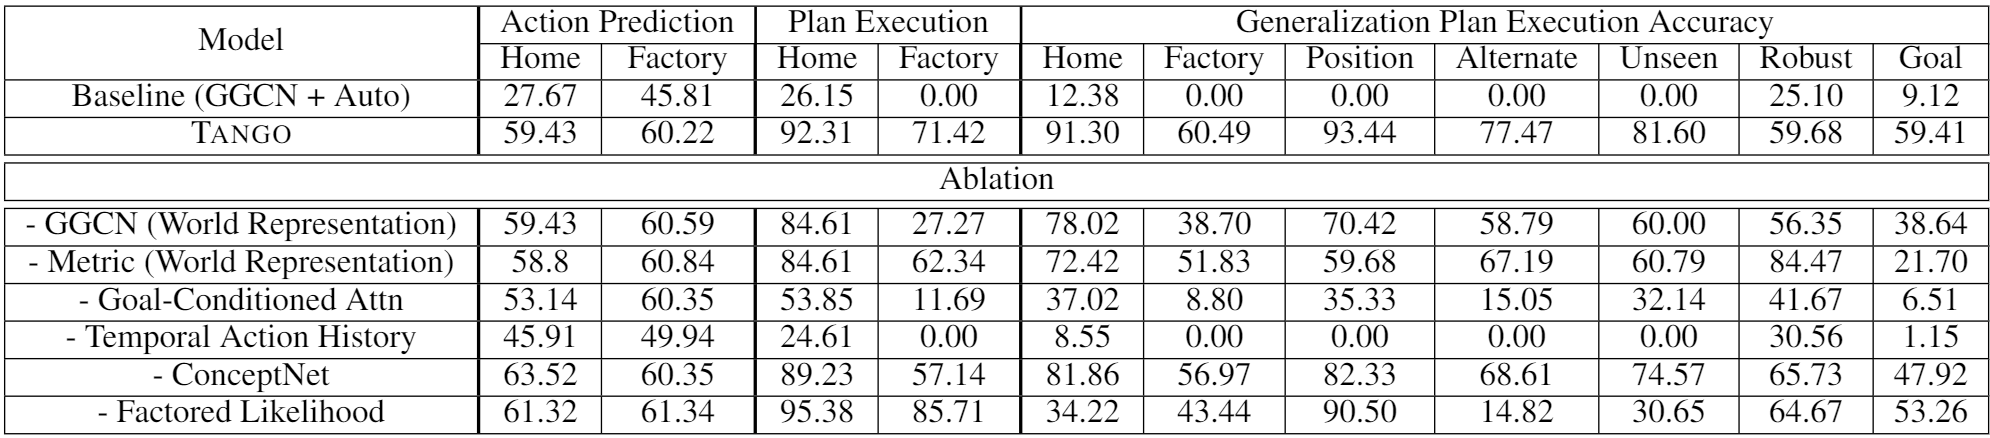 Model Action Prediction Plan Execution Generalization Plan Execution Accuracy
Home Factory Home Factory Home Factory Position Alternate Unseen Robust Goal
Baseline (GGCN + Auto) 27.67 45.81 26.15 0.00 12.38 0.00 0.00 0.00 0.00 25.10 9.12
TANGO 59.43 60.22 92.31 71.42 91.30 60.49 93.44 77.47 81.60 59.68 59.41
Ablation
- GGCN (World Representation) 59.43 60.59 84.61 27.27 78.02 38.70 70.42 58.79 60.00 56.35 38.64
- Metric (World Representation) 58.8 60.84 84.61 62.34 72.42 51.83 59.68 67.19 60.79 84.47 21.70
- Goal-Conditioned Attn 53.14 60.35 53.85 11.69 37.02 8.80 35.33 15.05 32.14 41.67 6.51
- Temporal Action History 45.91 49.94 24.61 0.00 8.55 0.00 0.00 0.00 0.00 30.56 1.15
- ConceptNet 63.52 60.35 89.23 57.14 81.86 56.97 82.33 68.61 74.57 65.73 47.92
- Factored Likelihood 61.32 61.34 95.38 85.71 34.22 43.44 90.50 14.82 30.65 64.67 53.26